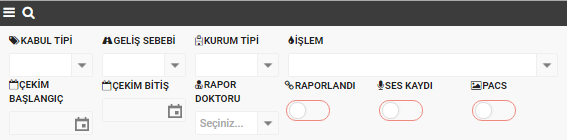 KABUL TİPİ GELİŞ SEBEBİ KURUM TİPİ İŞLEM
ÇEKİM BAŞLANGIÇ
ÇEKİM BİTİŞ
RAPOR DOKTORU
Seçiniz...
RAPORLANDI SES KAYDI PACS